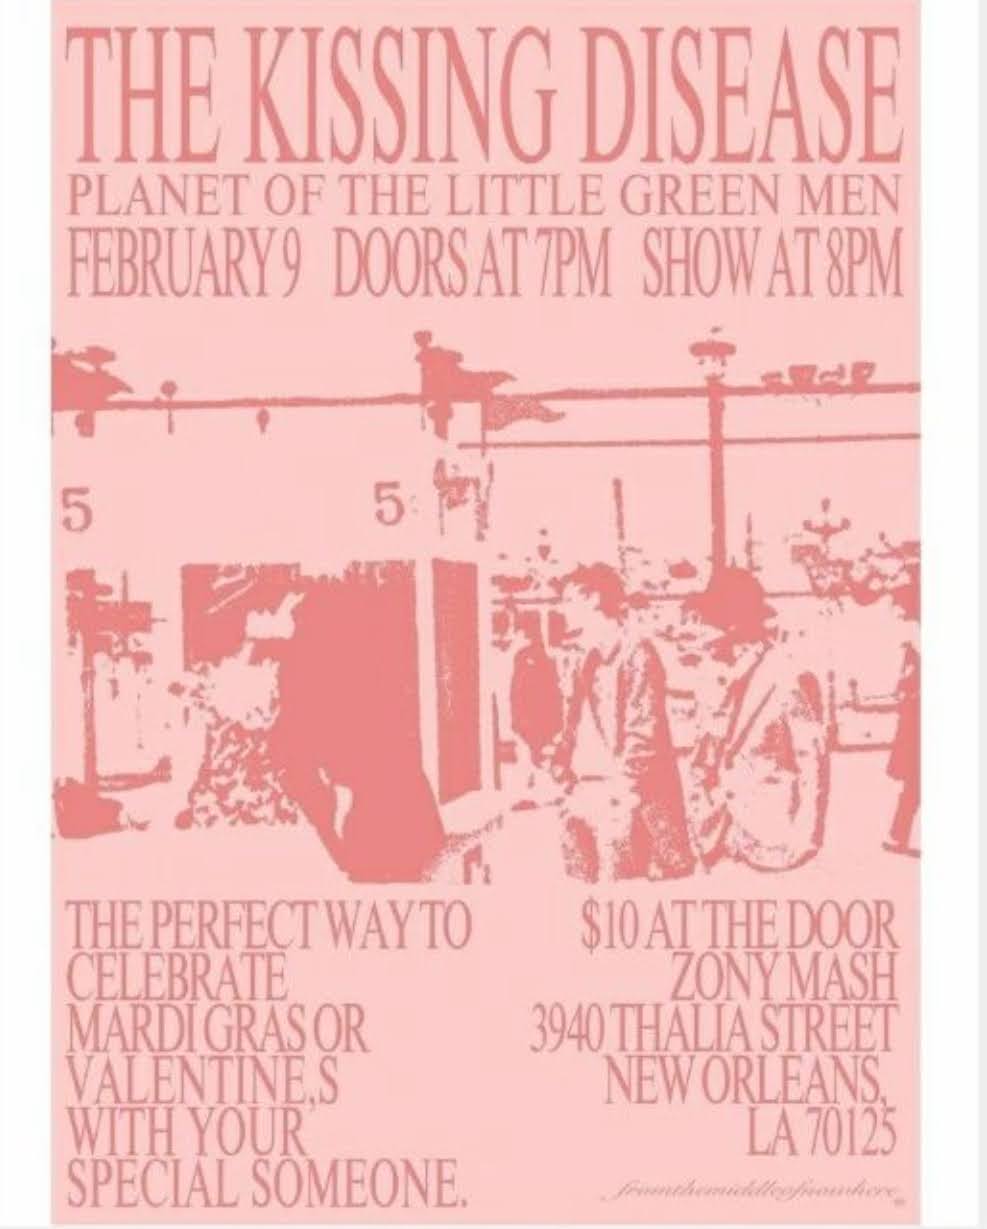 THE KISSING DISEASE
PLANET OF THE LITTLE GREEN MEN
FEBRUARY 9 DOORS AT 7PM SHOW AT 8PM
5 5
THE PERFECT WAY TO
CELEBRATE
MARDI GRAS OR
VALENTINE,S
WITH YOUR
SPECIAL SOMEONE.
$10 AT THE DOOR
ZONY MASH
3940 THALIA STREET
NEW ORLEANS,
LA 70125
fromthemiddleofnowhere